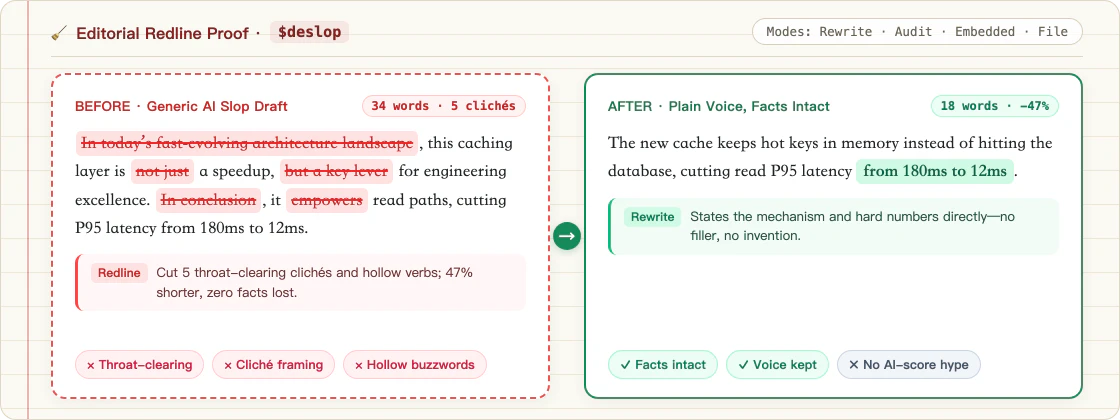 🧹 Editorial Redline Proof · $deslop
Modes: Rewrite · Audit · Embedded · File
BEFORE · Generic AI Slop Draft
34 words · 5 clichés
In today’s fast-evolving architecture landscape, this caching
layer is not just a speedup, but a key lever for engineering
excellence. In conclusion, it empowers read paths, cutting
P95 latency from 180ms to 12ms.
Redline Cut 5 throat-clearing clichés and hollow verbs; 47%
shorter, zero facts lost.
× Throat-clearing
× Cliché framing
× Hollow buzzwords
→
AFTER · Plain Voice, Facts Intact
18 words · −47%
The new cache keeps hot keys in memory instead of hitting the
database, cutting read P95 latency from 180ms to 12ms.
Rewrite States the mechanism and hard numbers directly—no
filler, no invention.
✓ Facts intact
✓ Voice kept
✕ No AI-score hype